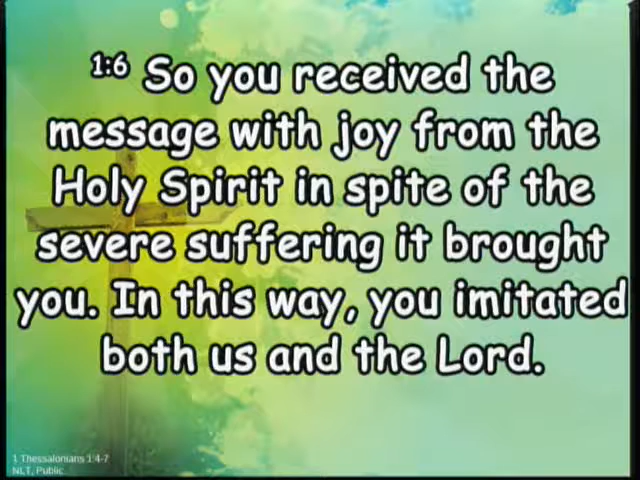 1:6 So you received the
message with joy from the
Holy Spirit in spite of the
severe suffering it brought
you. In this way, you imitated
both us and the Lord.
1 Thessalonians 1:4-7
NLT, Public